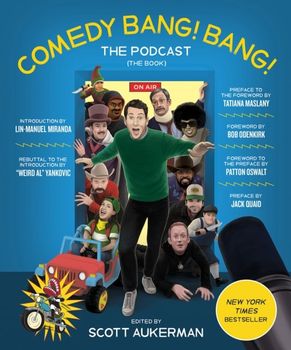 COMEDY BANG! BANG!
THE PODCAST
(THE BOOK)
ON AIR
INTRODUCTION BY
LIN-MANUEL MIRANDA
REBUTTAL TO THE
INTRODUCTION BY
"WEIRD AL" YANKOVIC
PREFACE TO
THE FOREWORD BY
TATIANA MASLANY
FOREWORD BY
BOB ODENKIRK
FOREWORD TO
THE PREFACE BY
PATTON OSWALT
PREFACE BY
JACK QUAID
EDITED BY
SCOTT AUKERMAN
NEW YORK
TIMES
BESTSELLER